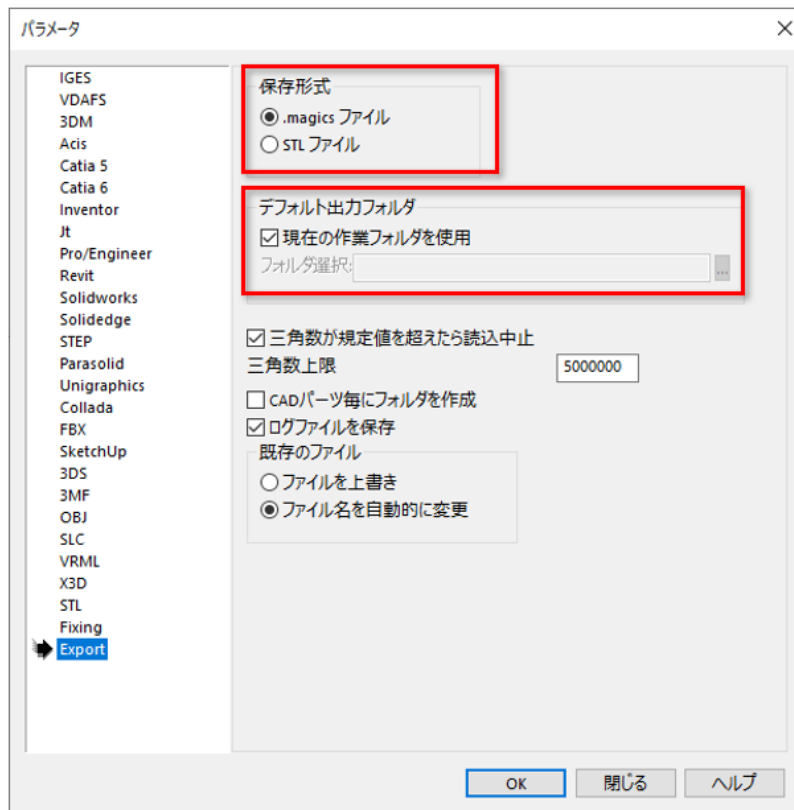 パラメータ
IGES
VDAFS
3DM
Acis
Catia 5
Catia 6
Inventor
Jt
Pro/Engineer
Revit
Solidworks
Solidedge
STEP
Parasolid
Unigraphics
Collada
FBX
SketchUp
3DS
3MF
OBJ
SLC
VRML
X3D
STL
Fixing
Export
保存形式
.magics ファイル
STL ファイル
デフォルト出力フォルダ
現在の作業フォルダを使用
フォルダ選択:
...
三角数が規定値を超えたら読込中止
三角数上限 5000000
CADパーツ毎にフォルダを作成
ログファイルを保存
既存のファイル
ファイルを上書き
ファイル名を自動的に変更
OK 閉じる ヘルプ